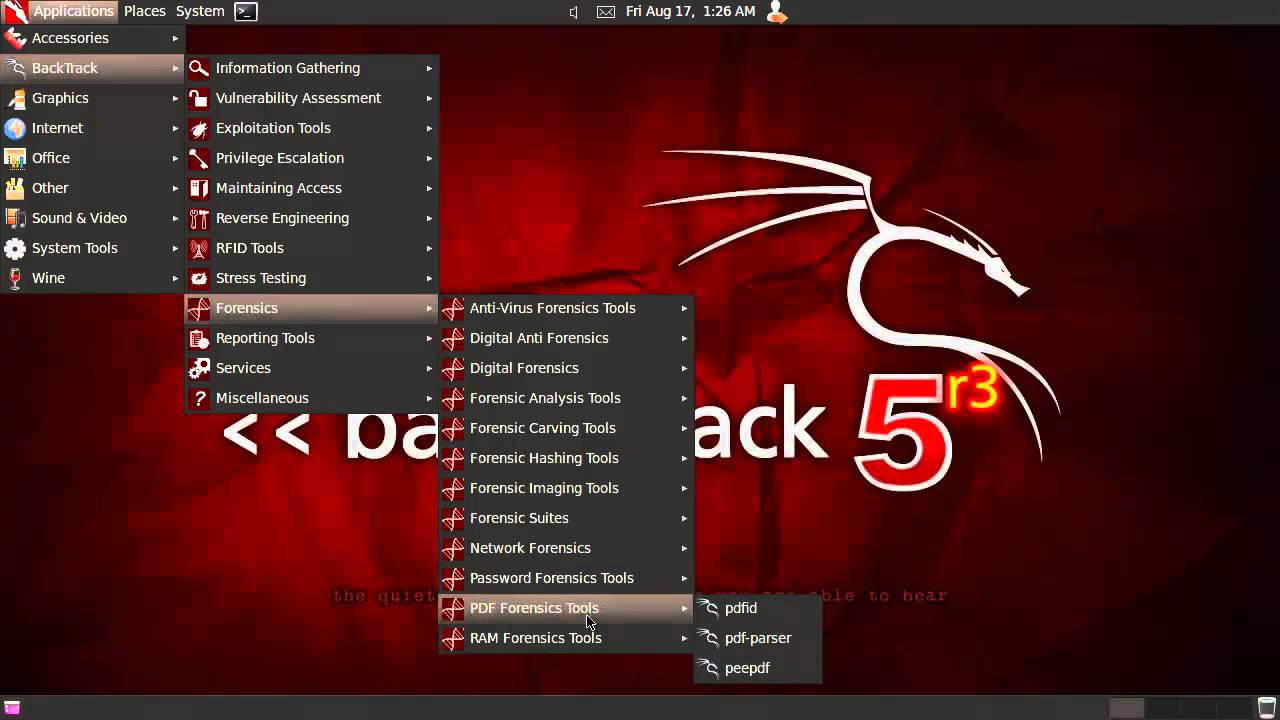 Applications Places System Fri Aug 17, 1:26 AM
Accessories
BackTrack
Graphics
Internet
Office
Other
Sound & Video
System Tools
Wine
Information Gathering
Vulnerability Assessment
Exploitation Tools
Privilege Escalation
Maintaining Access
Reverse Engineering
RFID Tools
Stress Testing
Forensics
Reporting Tools
Services
Miscellaneous
Anti-Virus Forensics Tools
Digital Anti Forensics
Digital Forensics
Forensic Analysis Tools
Forensic Carving Tools
Forensic Hashing Tools
Forensic Imaging Tools
Forensic Suites
Network Forensics
Password Forensics Tools
PDF Forensics Tools
RAM Forensics Tools
pdfid
pdf-parser
peepdf
<< ba ack 5 r3
the quiet are able to hear